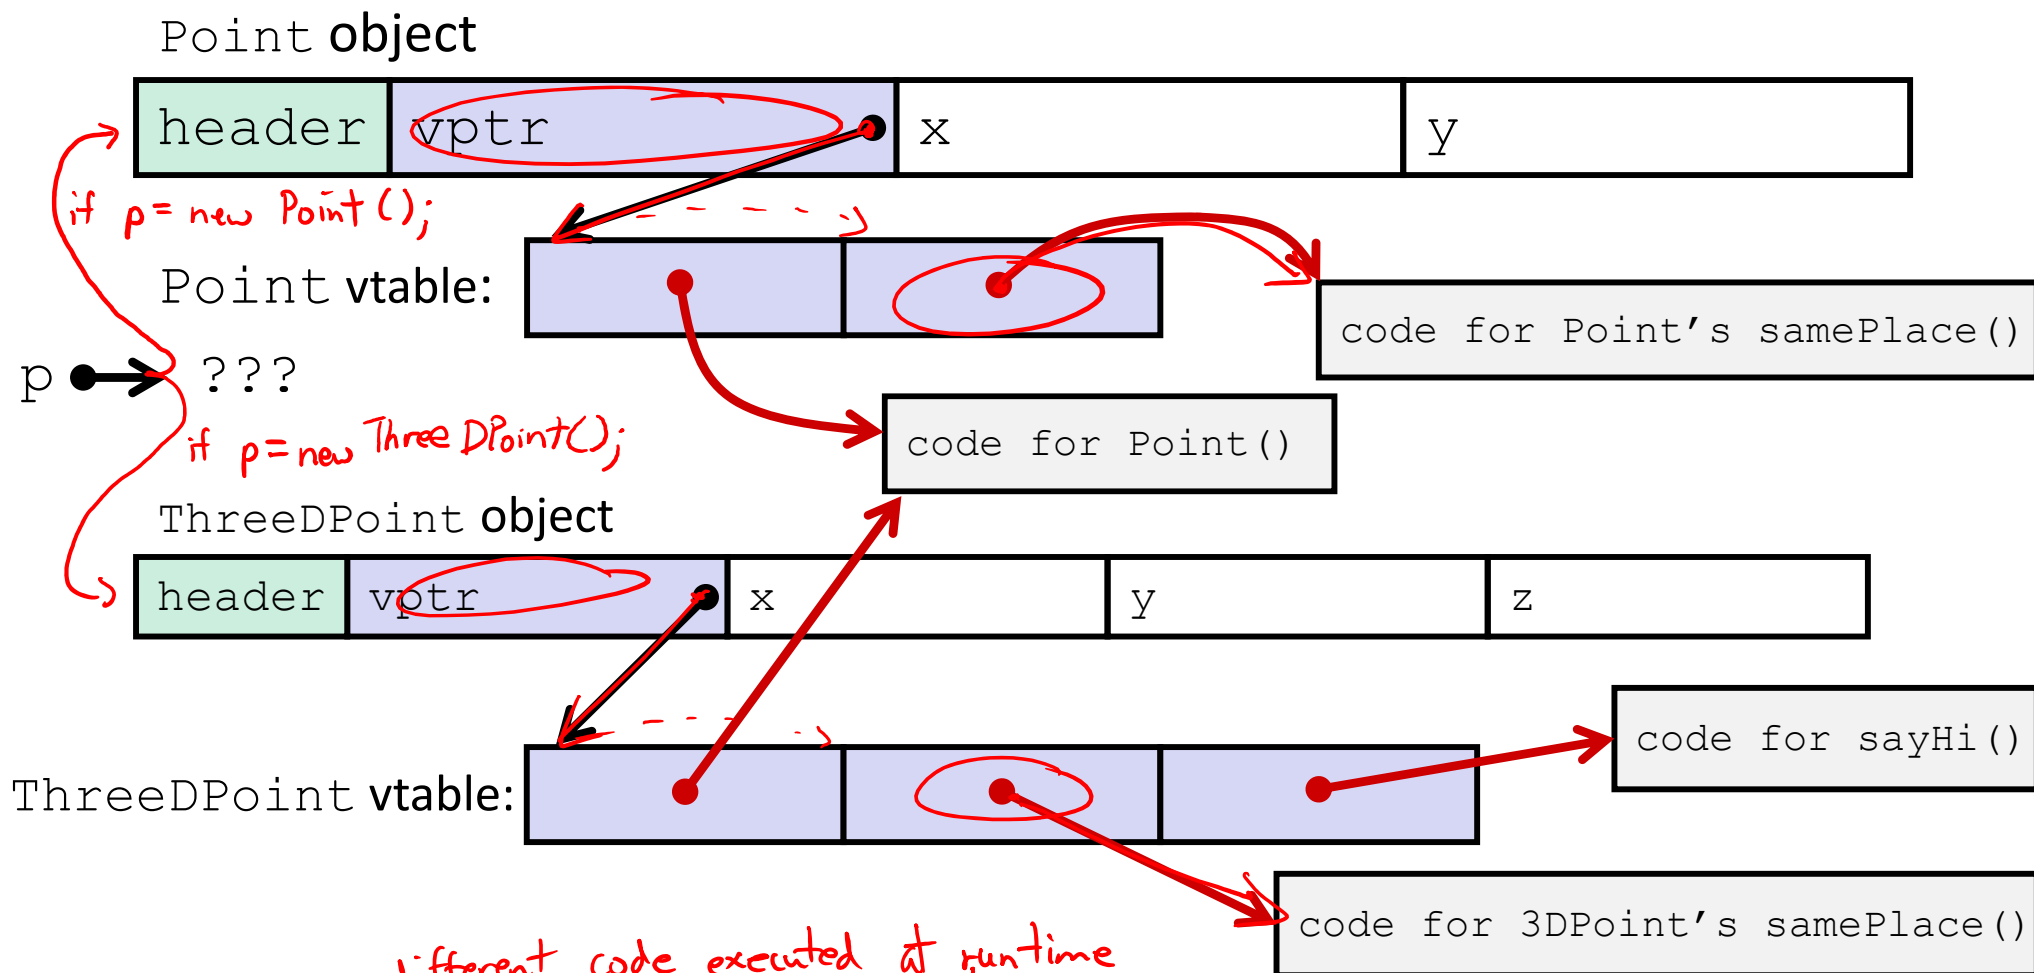 Point object
header vptr x y
if p = new Point();
Point vtable:
code for Point's samePlace()
p ???
if p = new ThreeDPoint();
code for Point()
ThreeDPoint object
header vptr x y z
code for sayHi()
ThreeDPoint vtable:
code for 3DPoint's samePlace()
different code executed at runtime